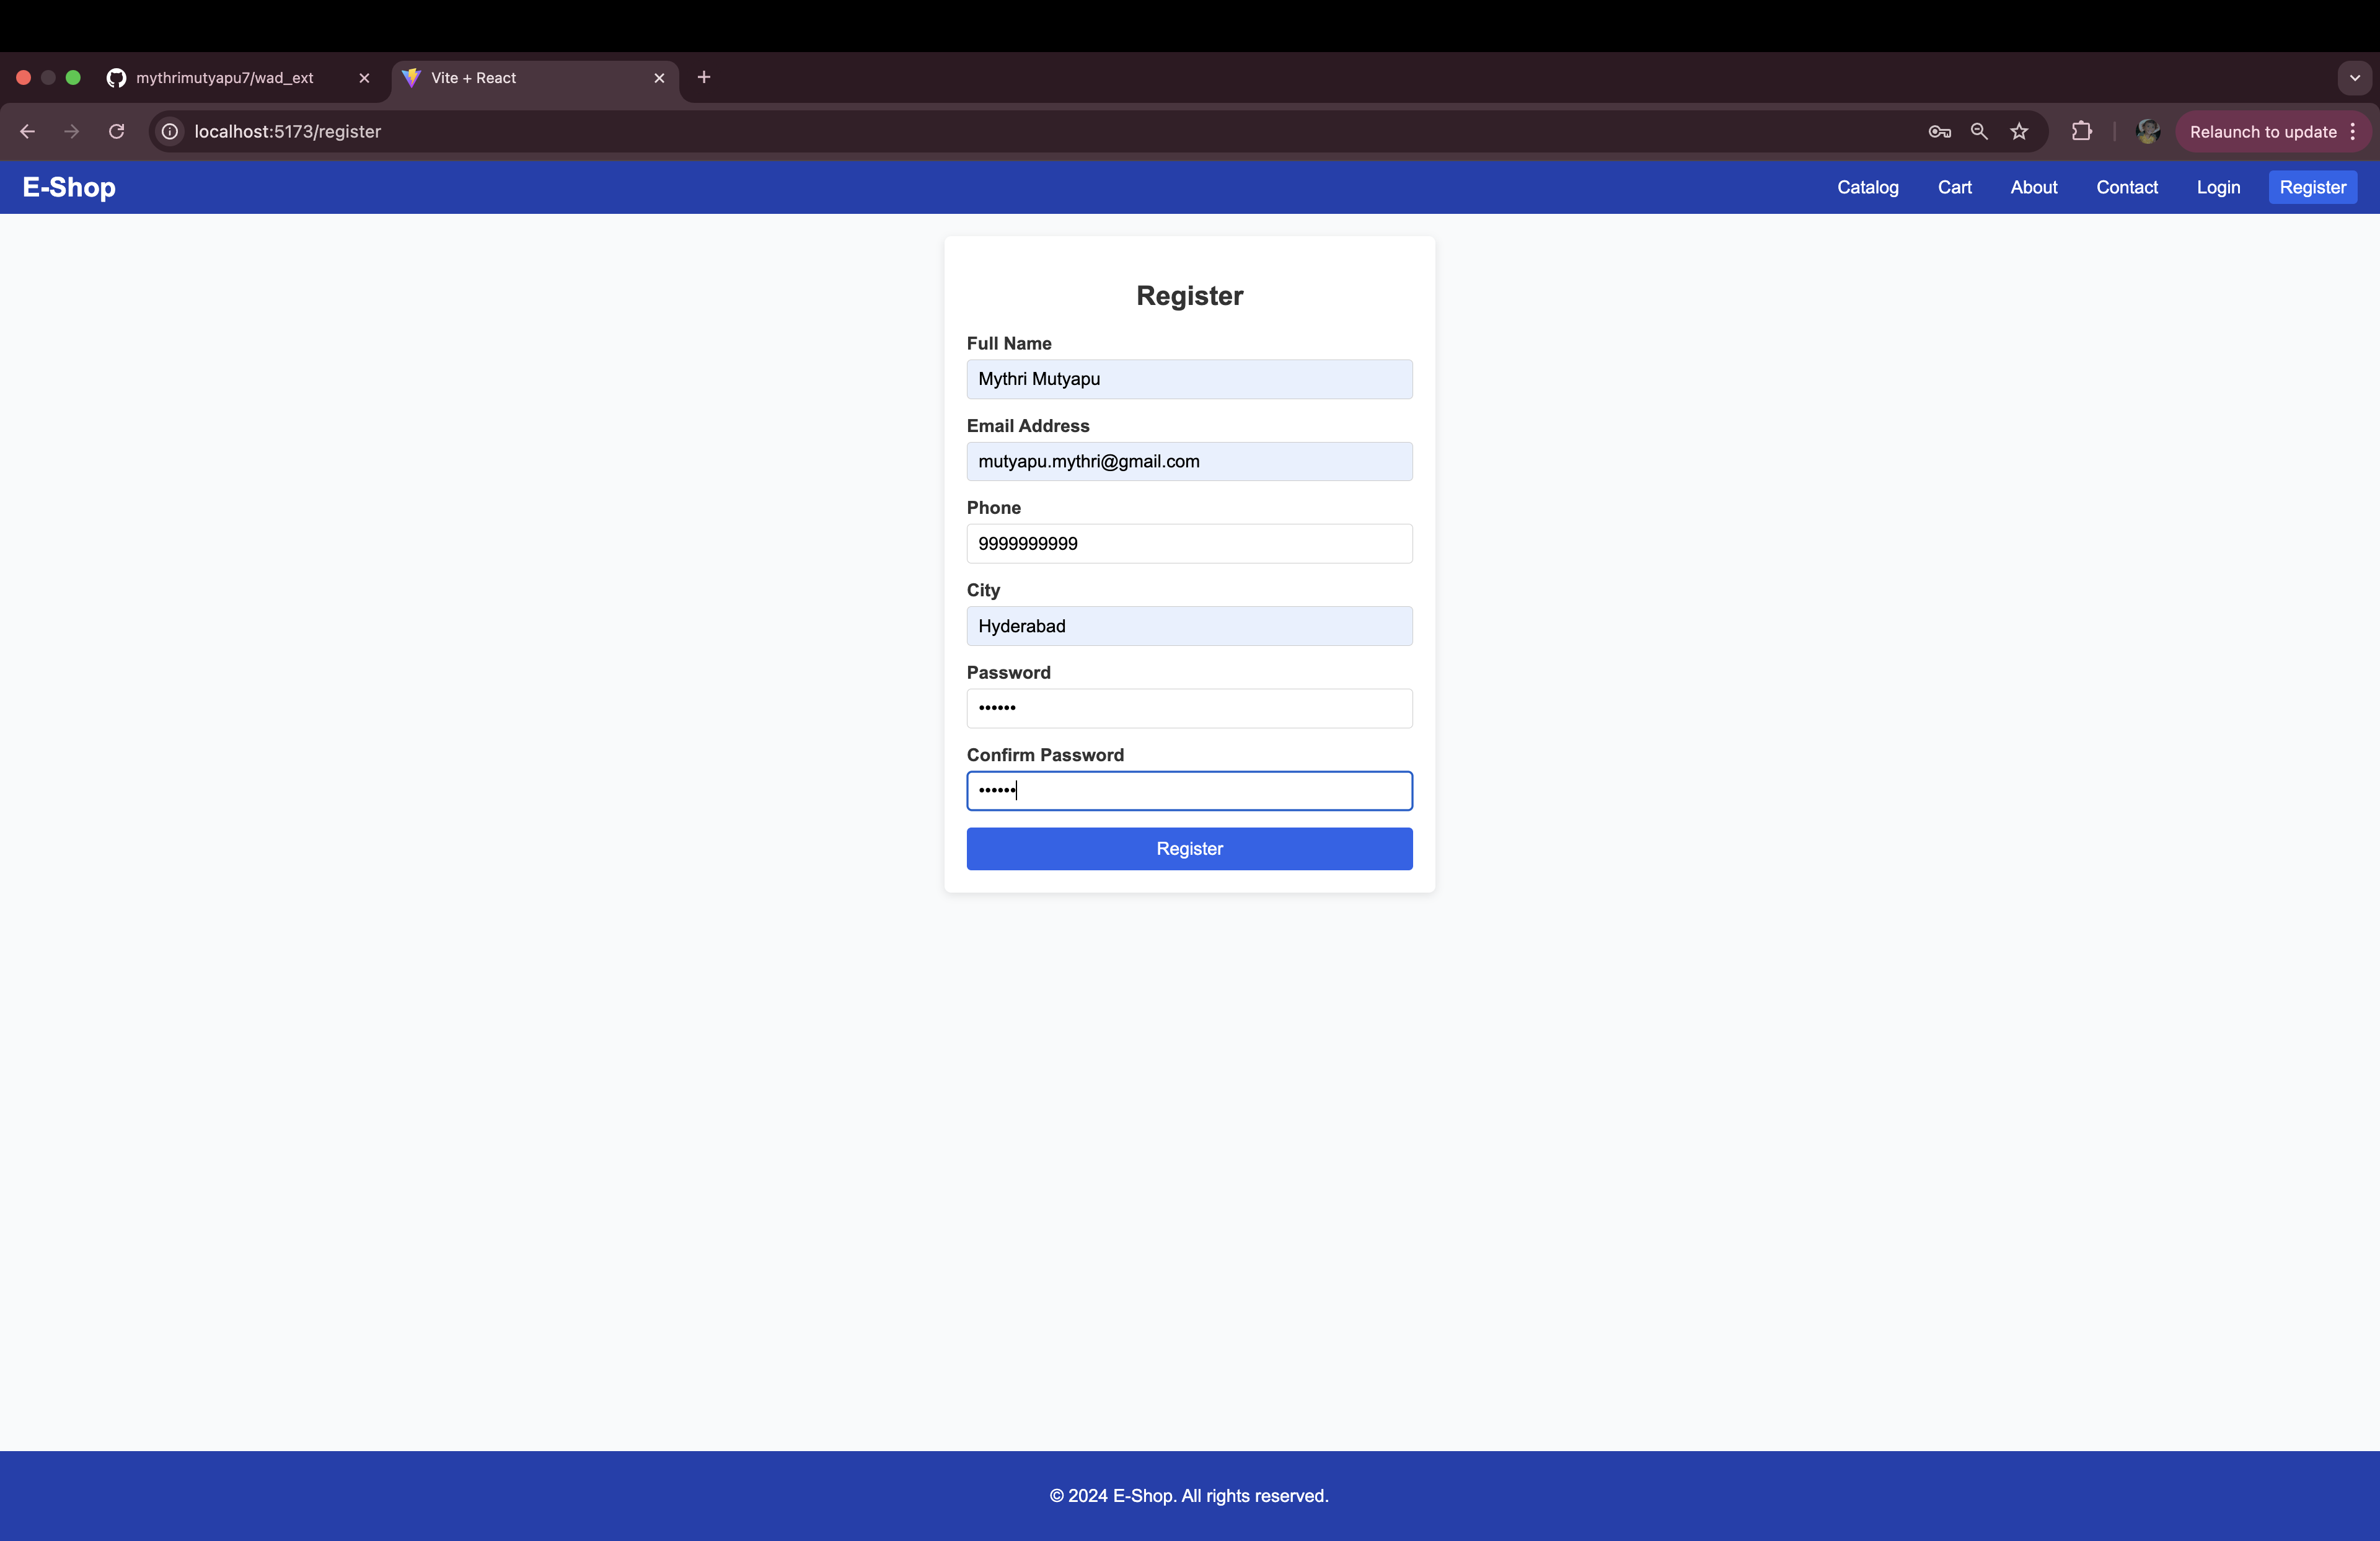 mythrimutyapu7/wad_ext
Vite + React
localhost:5173/register
Relaunch to update
E-Shop
Catalog
Cart
About
Contact
Login
Register
Register
Full Name
Mythri Mutyapu
Email Address
mutyapu.mythri@gmail.com
Phone
9999999999
City
Hyderabad
Password
••••••
Confirm Password
••••••
Register
© 2024 E-Shop. All rights reserved.